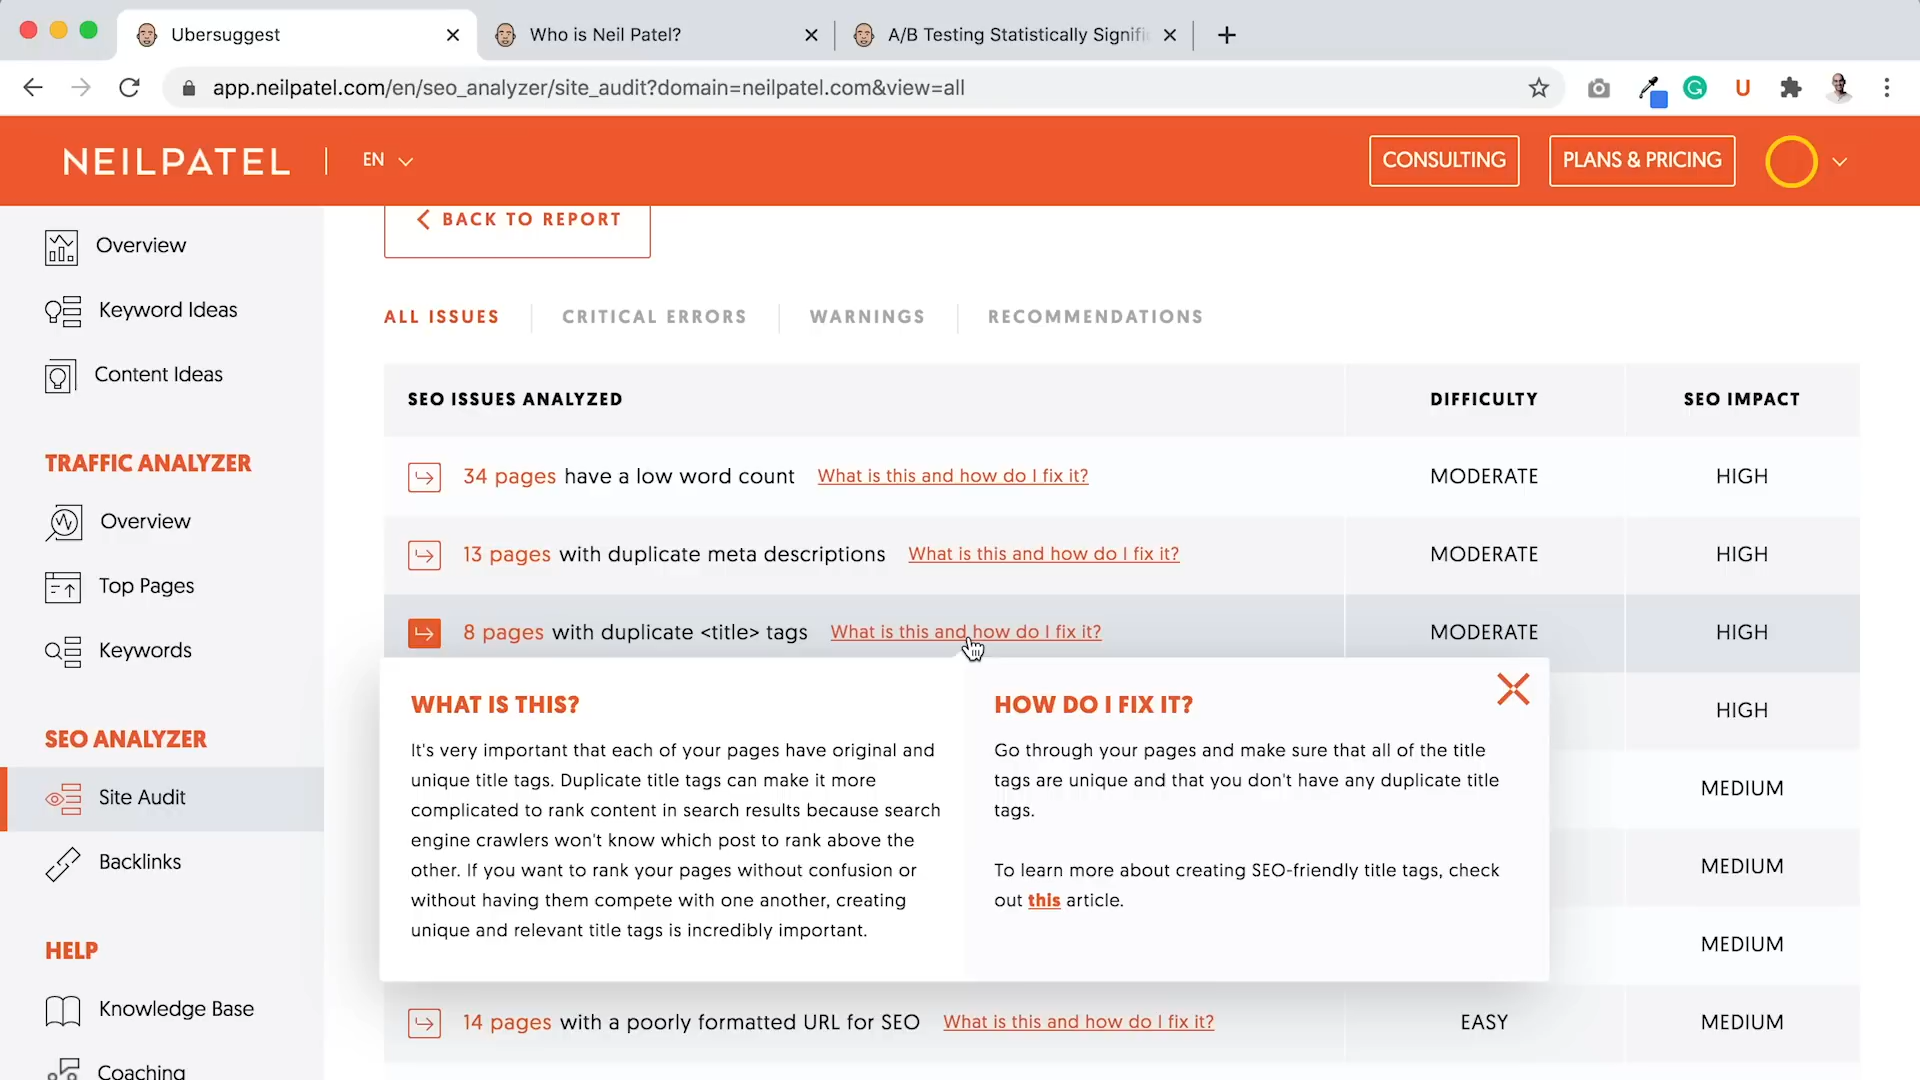 Ubersuggest
Who is Neil Patel?
A/B Testing Statistically Signifi
app.neilpatel.com/en/seo_analyzer/site_audit?domain=neilpatel.com&view=all
NEILPATEL
EN
CONSULTING
PLANS & PRICING
Overview
Keyword Ideas
Content Ideas
TRAFFIC ANALYZER
Overview
Top Pages
Keywords
SEO ANALYZER
Site Audit
Backlinks
HELP
Knowledge Base
Coaching
BACK TO REPORT
ALL ISSUES
CRITICAL ERRORS
WARNINGS
RECOMMENDATIONS
SEO ISSUES ANALYZED DIFFICULTY SEO IMPACT
34 pages have a low word count What is this and how do I fix it? MODERATE HIGH
13 pages with duplicate meta descriptions What is this and how do I fix it? MODERATE HIGH
8 pages with duplicate <title> tags What is this and how do I fix it? MODERATE HIGH
HIGH
MEDIUM
MEDIUM
MEDIUM
WHAT IS THIS?
It's very important that each of your pages have original and
unique title tags. Duplicate title tags can make it more
complicated to rank content in search results because search
engine crawlers won't know which post to rank above the
other. If you want to rank your pages without confusion or
without having them compete with one another, creating
unique and relevant title tags is incredibly important.
HOW DO I FIX IT?
Go through your pages and make sure that all of the title
tags are unique and that you don't have any duplicate title
tags.
To learn more about creating SEO-friendly title tags, check
out this article.
14 pages with a poorly formatted URL for SEO What is this and how do I fix it? EASY MEDIUM